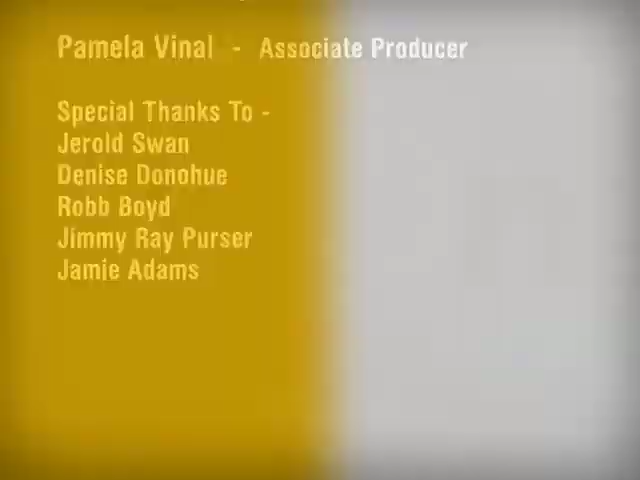 Pamela Vinal - Associate Producer
Special Thanks To -
Jerold Swan
Denise Donohue
Robb Boyd
Jimmy Ray Purser
Jamie Adams